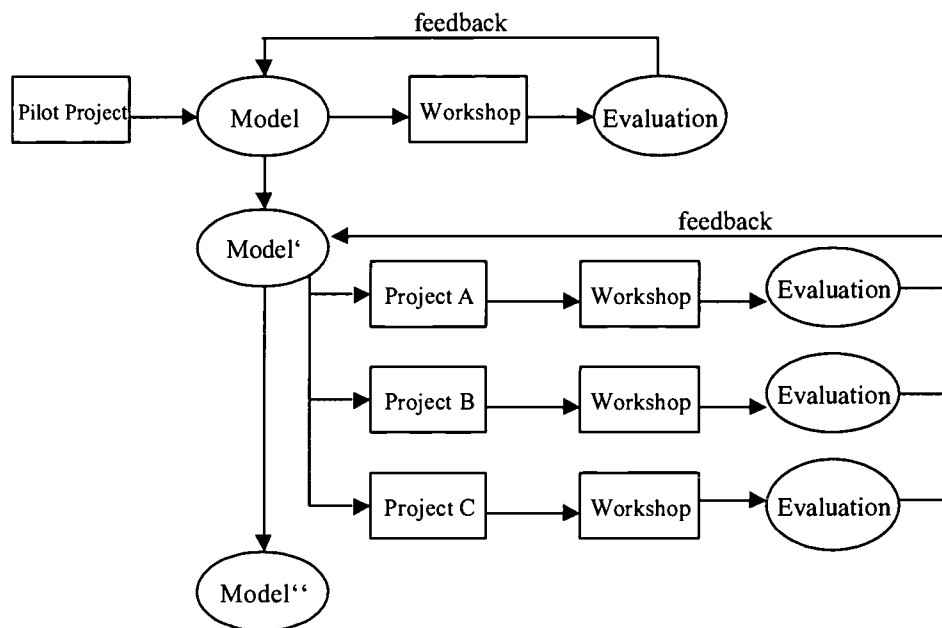 feedback
Pilot Project
Model
Workshop
Evaluation
Model‘
feedback
Project A
Workshop
Evaluation
Project B
Workshop
Evaluation
Project C
Workshop
Evaluation
Model‘‘